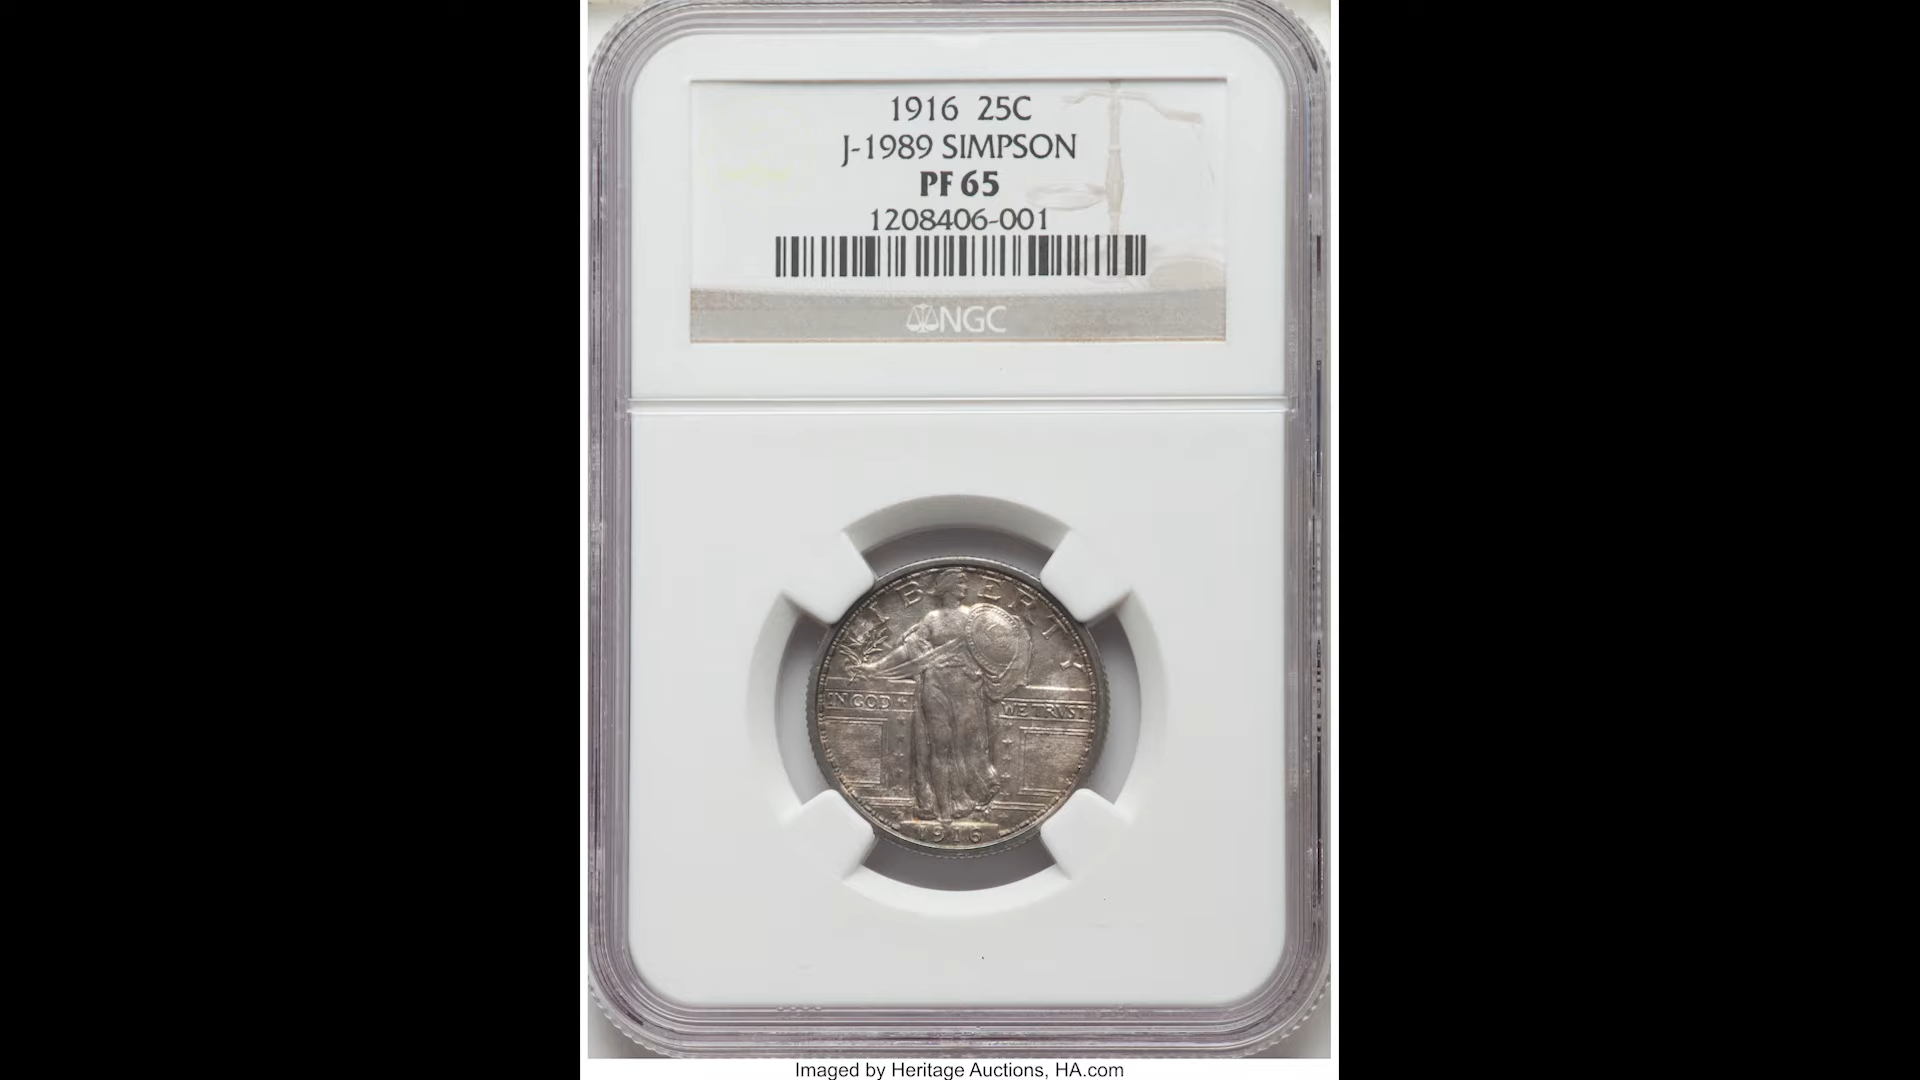 1916 25C
J-1989 SIMPSON
PF 65
1208406-001
NGC
LIBERTY
IN GOD WE TRVST
1916
Imaged by Heritage Auctions, HA.com